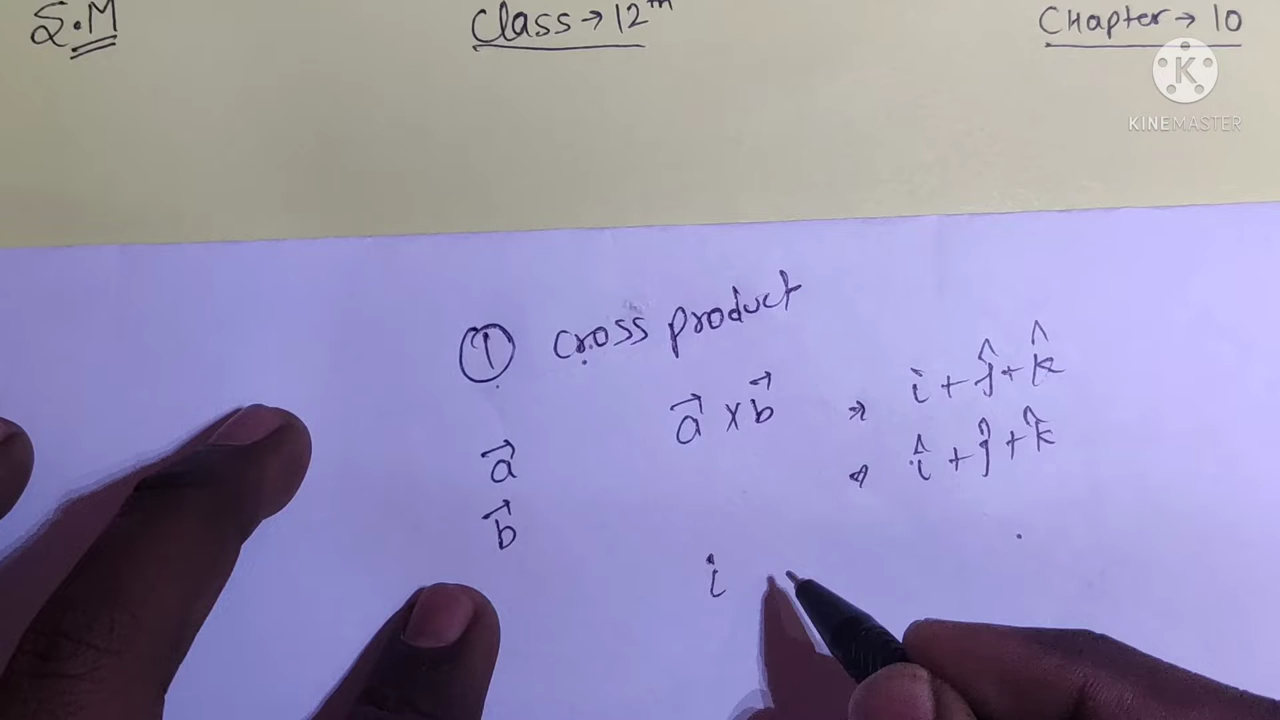 S.M Class → 12th Chapter → 10
K
KINEMASTER
① cross product
a⃗ × b⃗ ⇒ i + ĵ + k̂
a⃗ ⇒ î + ĵ + k̂
b⃗
i